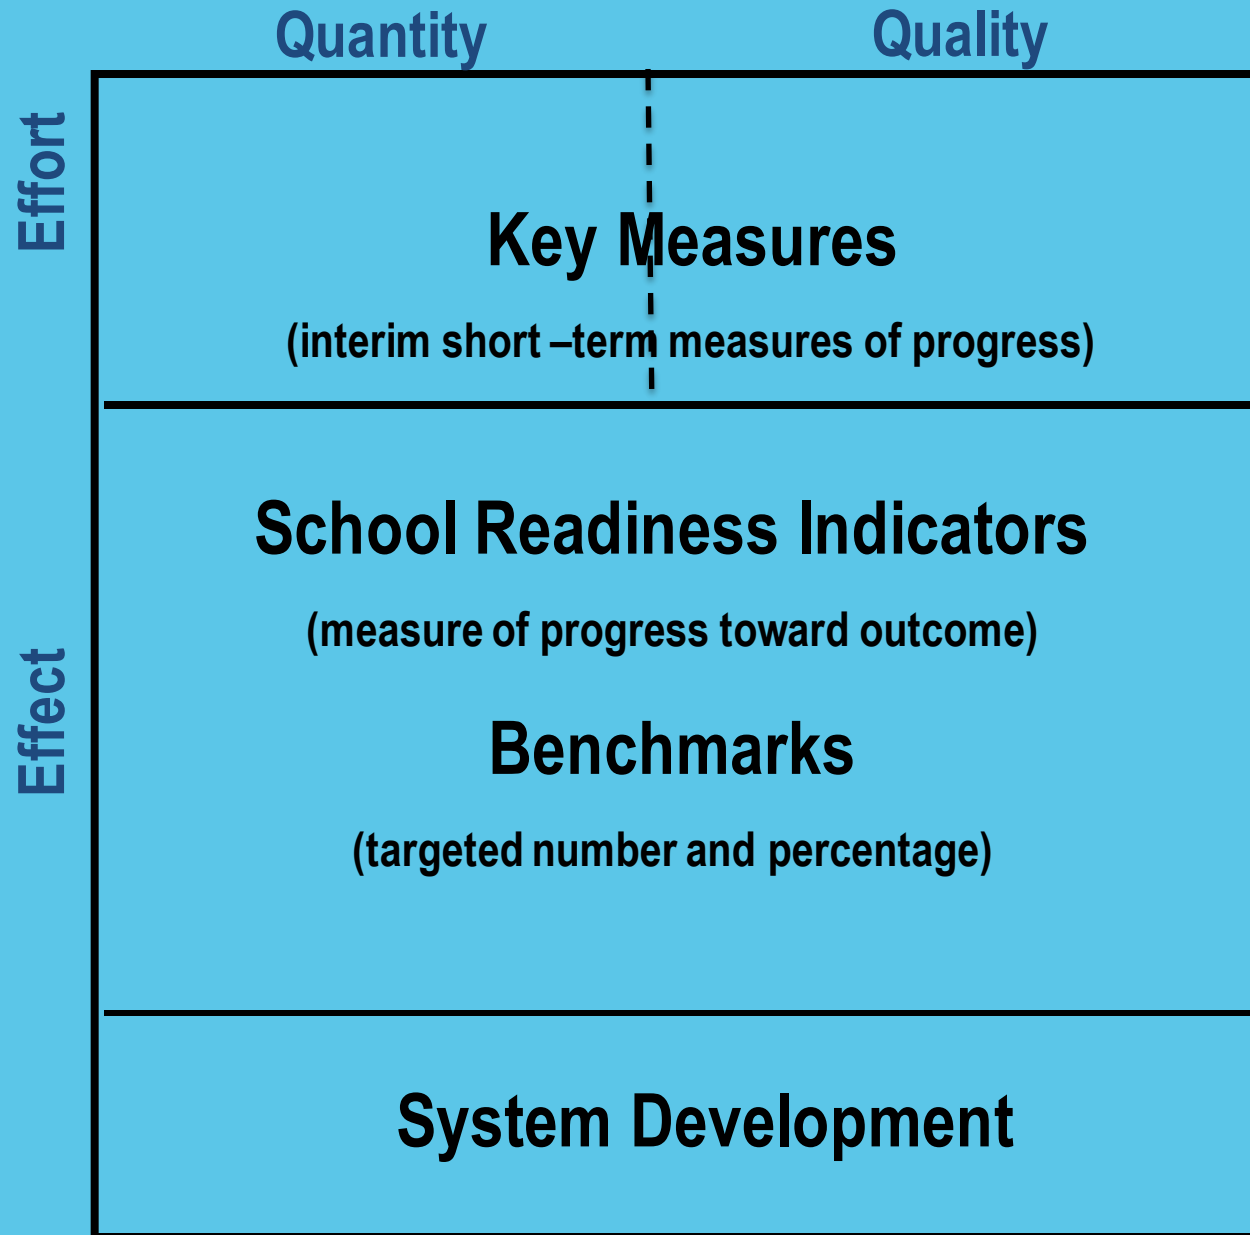 Quantity
Quality
Effort
Key Measures
(interim short –term measures of progress)
School Readiness Indicators
(measure of progress toward outcome)
Effect
Benchmarks
(targeted number and percentage)
System Development